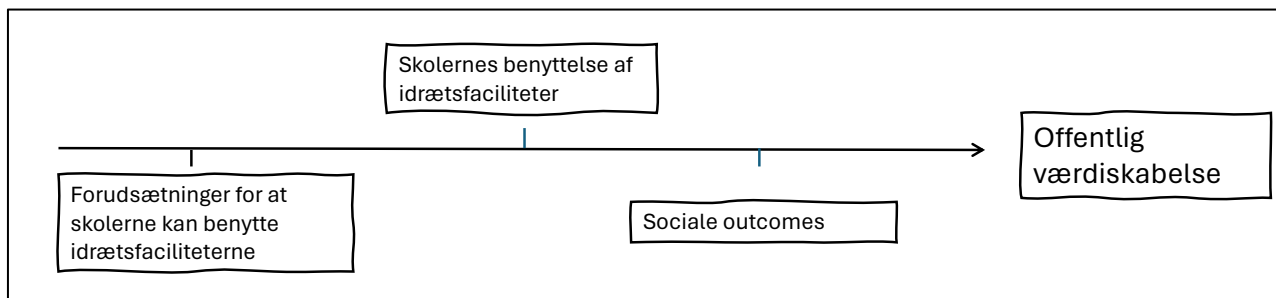 Skolernes benyttelse af
idrætsfaciliteter
Offentlig
værdiskabelse
Forudsætninger for at
skolerne kan benytte
idrætsfaciliteterne
Sociale outcomes